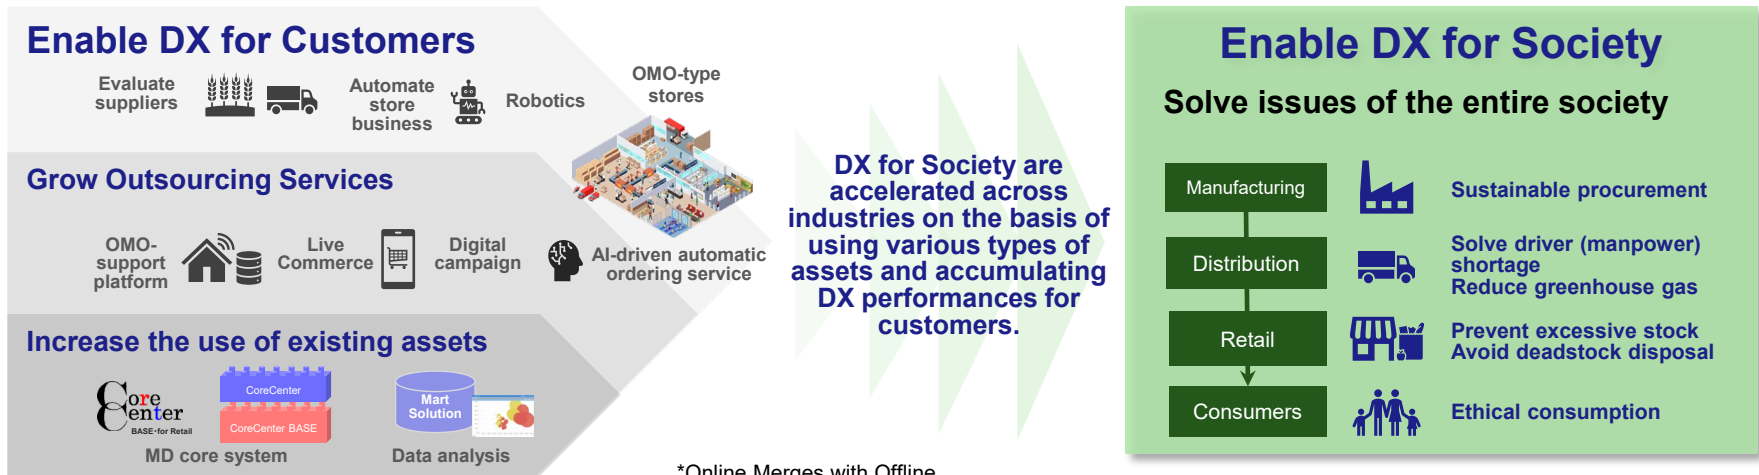 Enable DX for Customers
Evaluate
suppliers
Automate
store
business
Robotics
OMO-type
stores
Grow Outsourcing Services
OMO-
support
platform
Live
Commerce
Digital
campaign
AI-driven automatic
ordering service
Increase the use of existing assets
Core
Center
BASE・for Retail
CoreCenter
CoreCenter BASE
MD core system
Mart
Solution
Data analysis
DX for Society are
accelerated across
industries on the basis of
using various types of
assets and accumulating
DX performances for
customers.
*Online Merges with Offline
Enable DX for Society
Solve issues of the entire society
Manufacturing
Sustainable procurement
Distribution
Solve driver (manpower)
shortage
Reduce greenhouse gas
Retail
Prevent excessive stock
Avoid deadstock disposal
Consumers
Ethical consumption